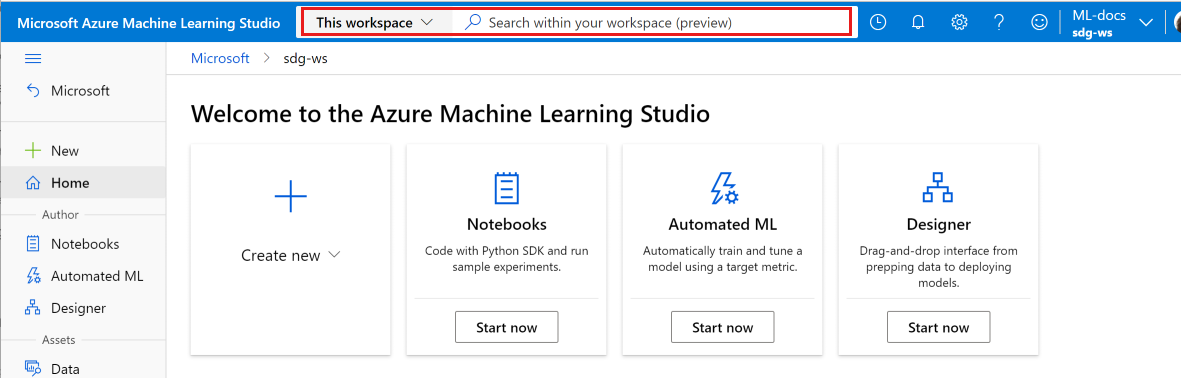 Microsoft Azure Machine Learning Studio
This workspace
Search within your workspace (preview)
?
ML-docs
sdg-ws
Microsoft > sdg-ws
Microsoft
New
Home
Author
Notebooks
Automated ML
Designer
Assets
Data
Welcome to the Azure Machine Learning Studio
Create new
Notebooks
Code with Python SDK and run
sample experiments.
Start now
Automated ML
Automatically train and tune a
model using a target metric.
Start now
Designer
Drag-and-drop interface from
prepping data to deploying
models.
Start now